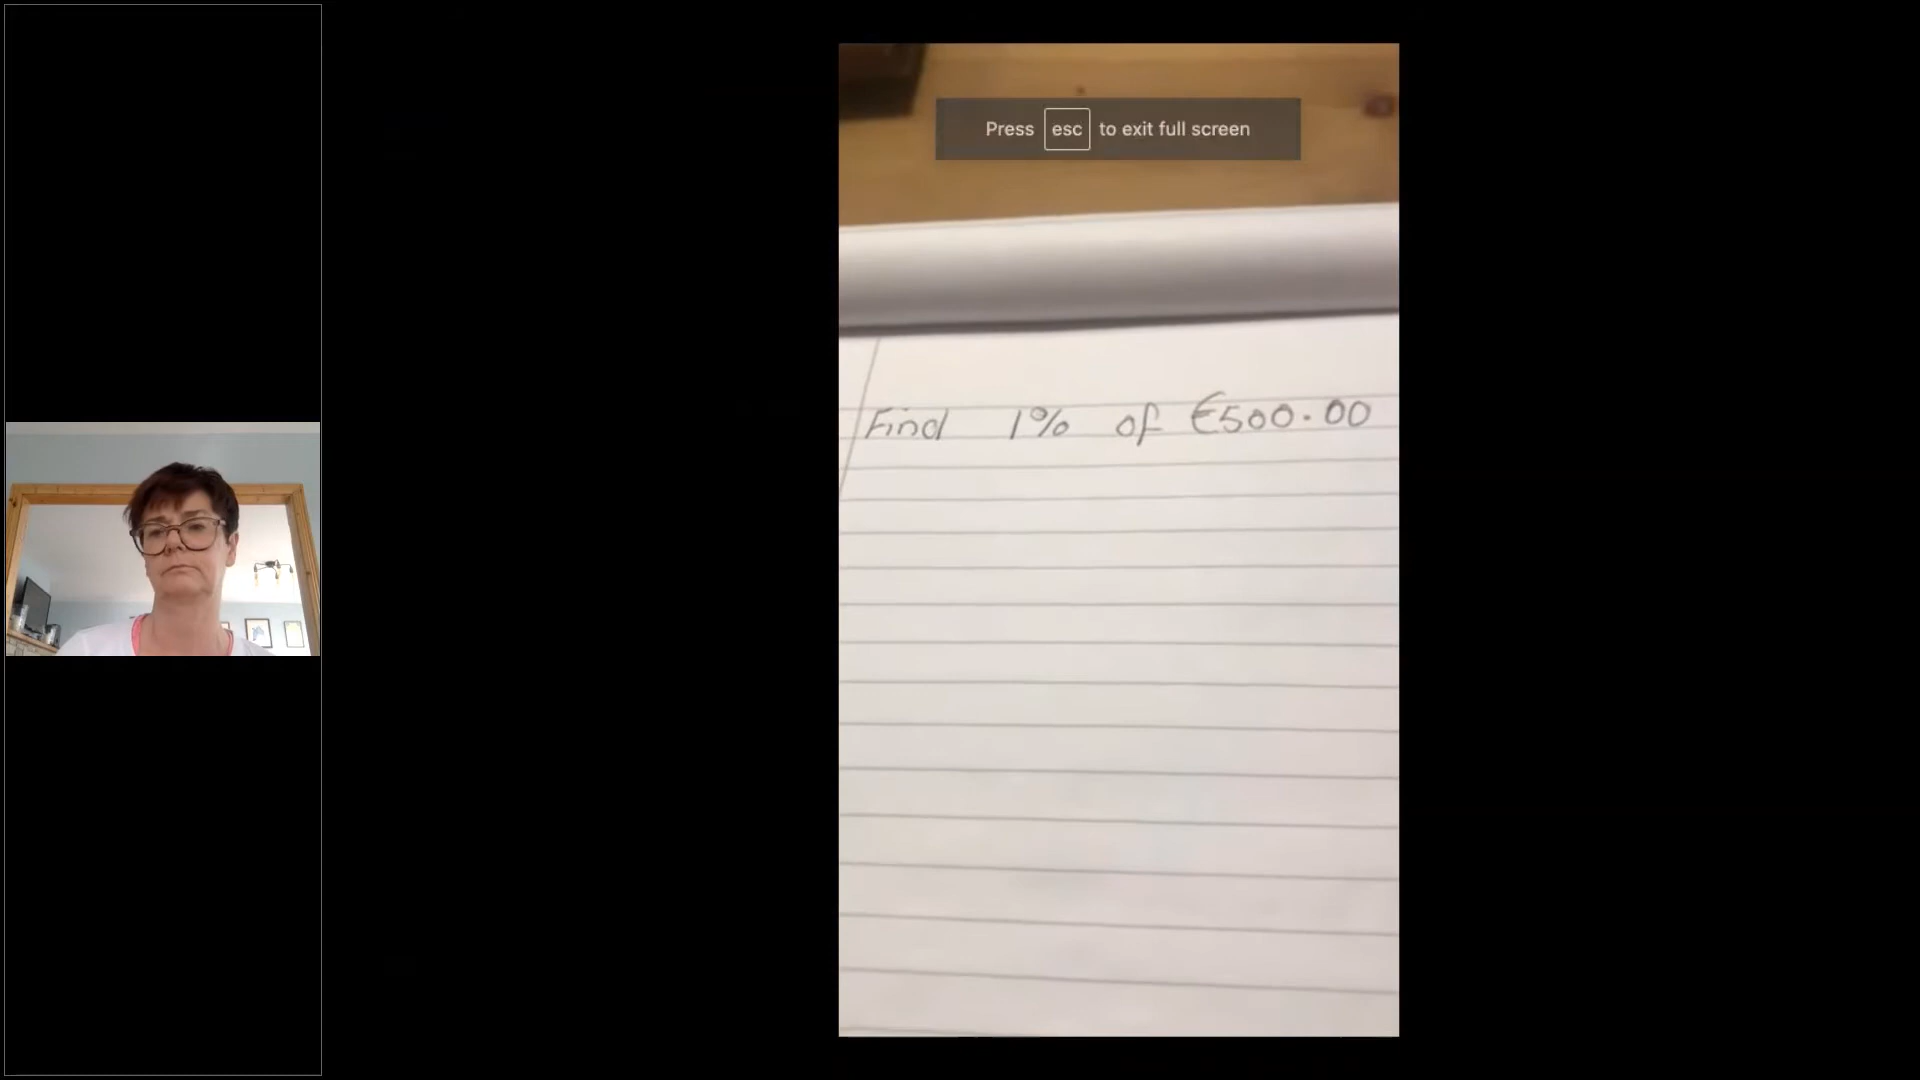 Press esc to exit full screen
Find 1% of €500.00